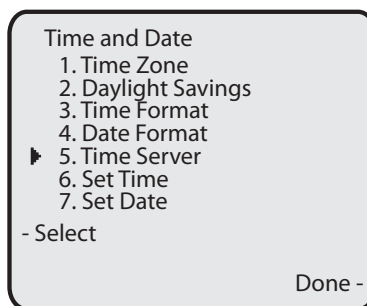 Time and Date
1. Time Zone
2. Daylight Savings
3. Time Format
4. Date Format
5. Time Server
6. Set Time
7. Set Date
- Select
Done -